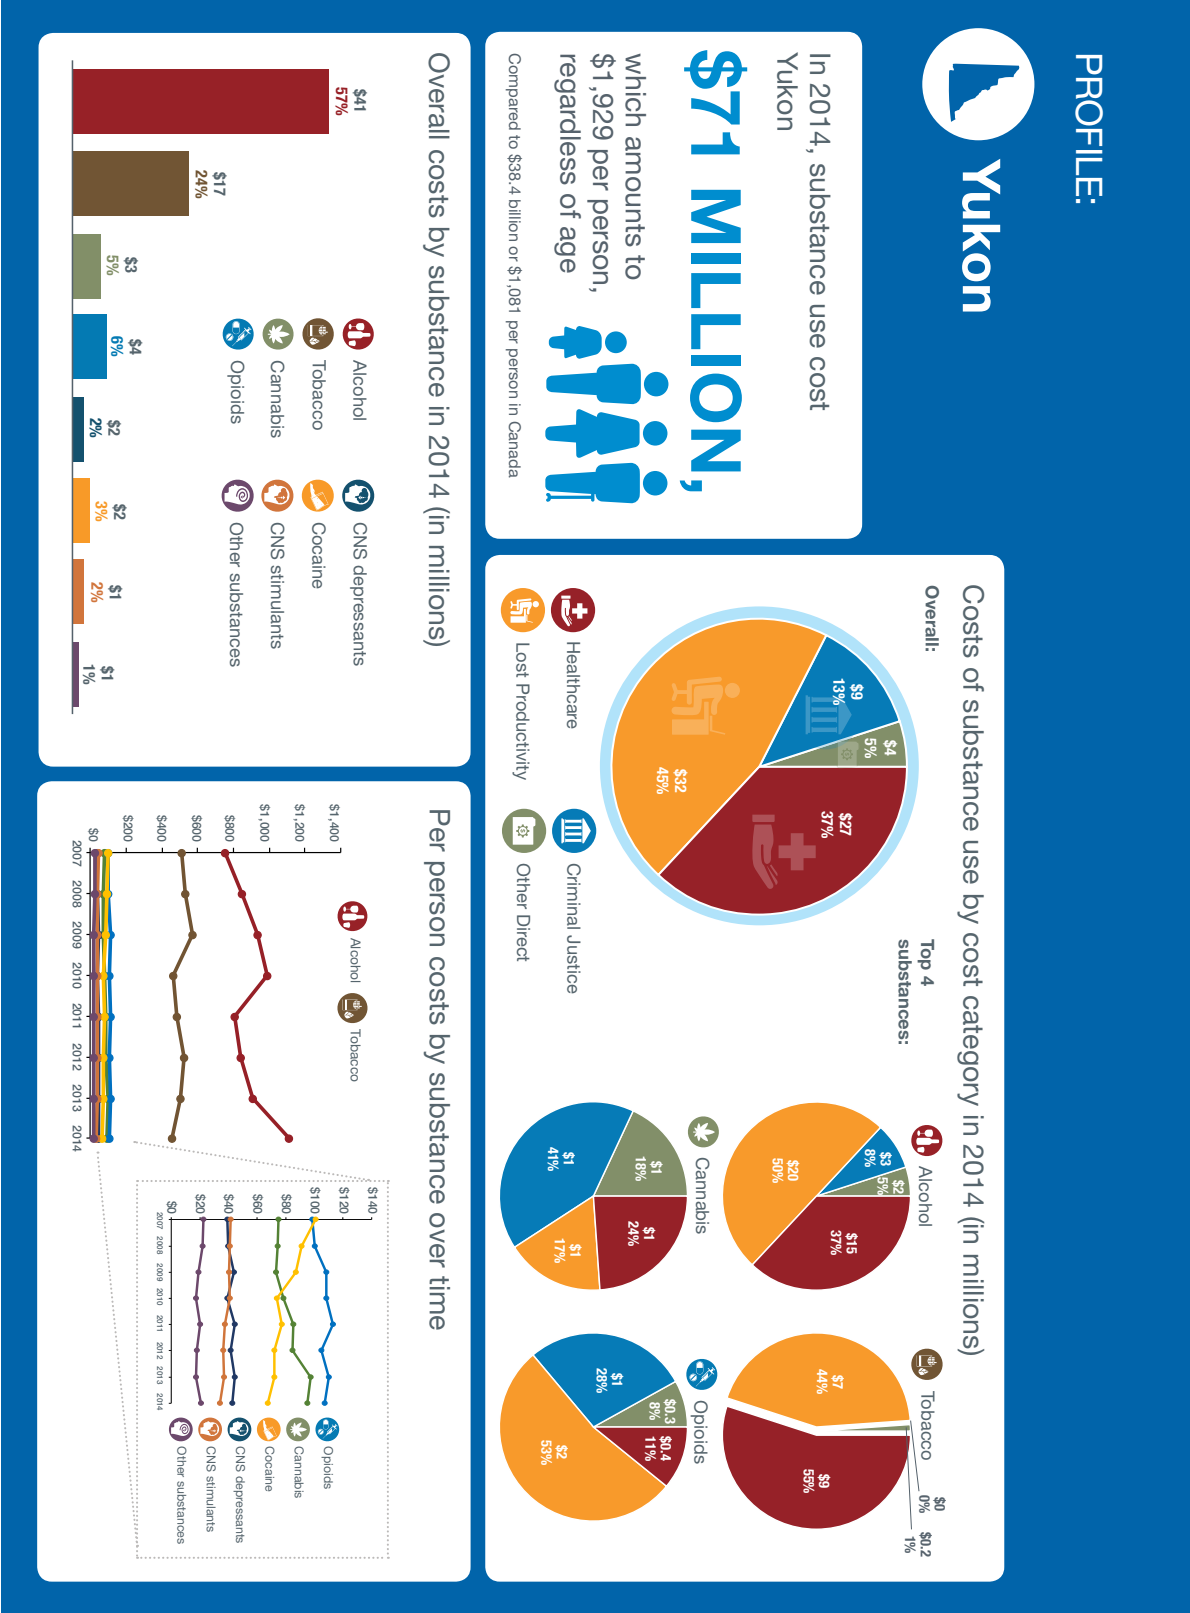 PROFILE:
Yukon
In 2014, substance use cost
Yukon
$71 MILLION,
which amounts to
$1,929 per person,
regardless of age
Compared to $38.4 billion or $1,081 per person in Canada
Costs of substance use by cost category in 2014 (in millions)
Overall:
$4
5%
$9
13%
$27
37%
$32
45%
Healthcare
Lost Productivity
Criminal Justice
Other Direct
Top 4
substances:
Alcohol
$2
5%
$3
8%
$15
37%
$20
50%
Tobacco
$0
0%
$0.2
1%
$7
44%
$9
55%
Cannabis
$1
18%
$1
24%
$1
41%
$1
17%
Opioids
$0.3
8%
$0.4
11%
$1
28%
$2
53%
Overall costs by substance in 2014 (in millions)
Alcohol
Tobacco
Cannabis
Opioids
CNS depressants
Cocaine
CNS stimulants
Other substances
$41
57%
$17
24%
$3
5%
$4
6%
$2
2%
$2
3%
$1
2%
$1
1%
Per person costs by substance over time
Alcohol
Tobacco
$1,400
$1,200
$1,000
$800
$600
$400
$200
$0
2007
2008
2009
2010
2011
2012
2013
2014
$140
$120
$100
$80
$60
$40
$20
$0
2007
2008
2009
2010
2011
2012
2013
2014
Opioids
Cannabis
Cocaine
CNS depressants
CNS stimulants
Other substances